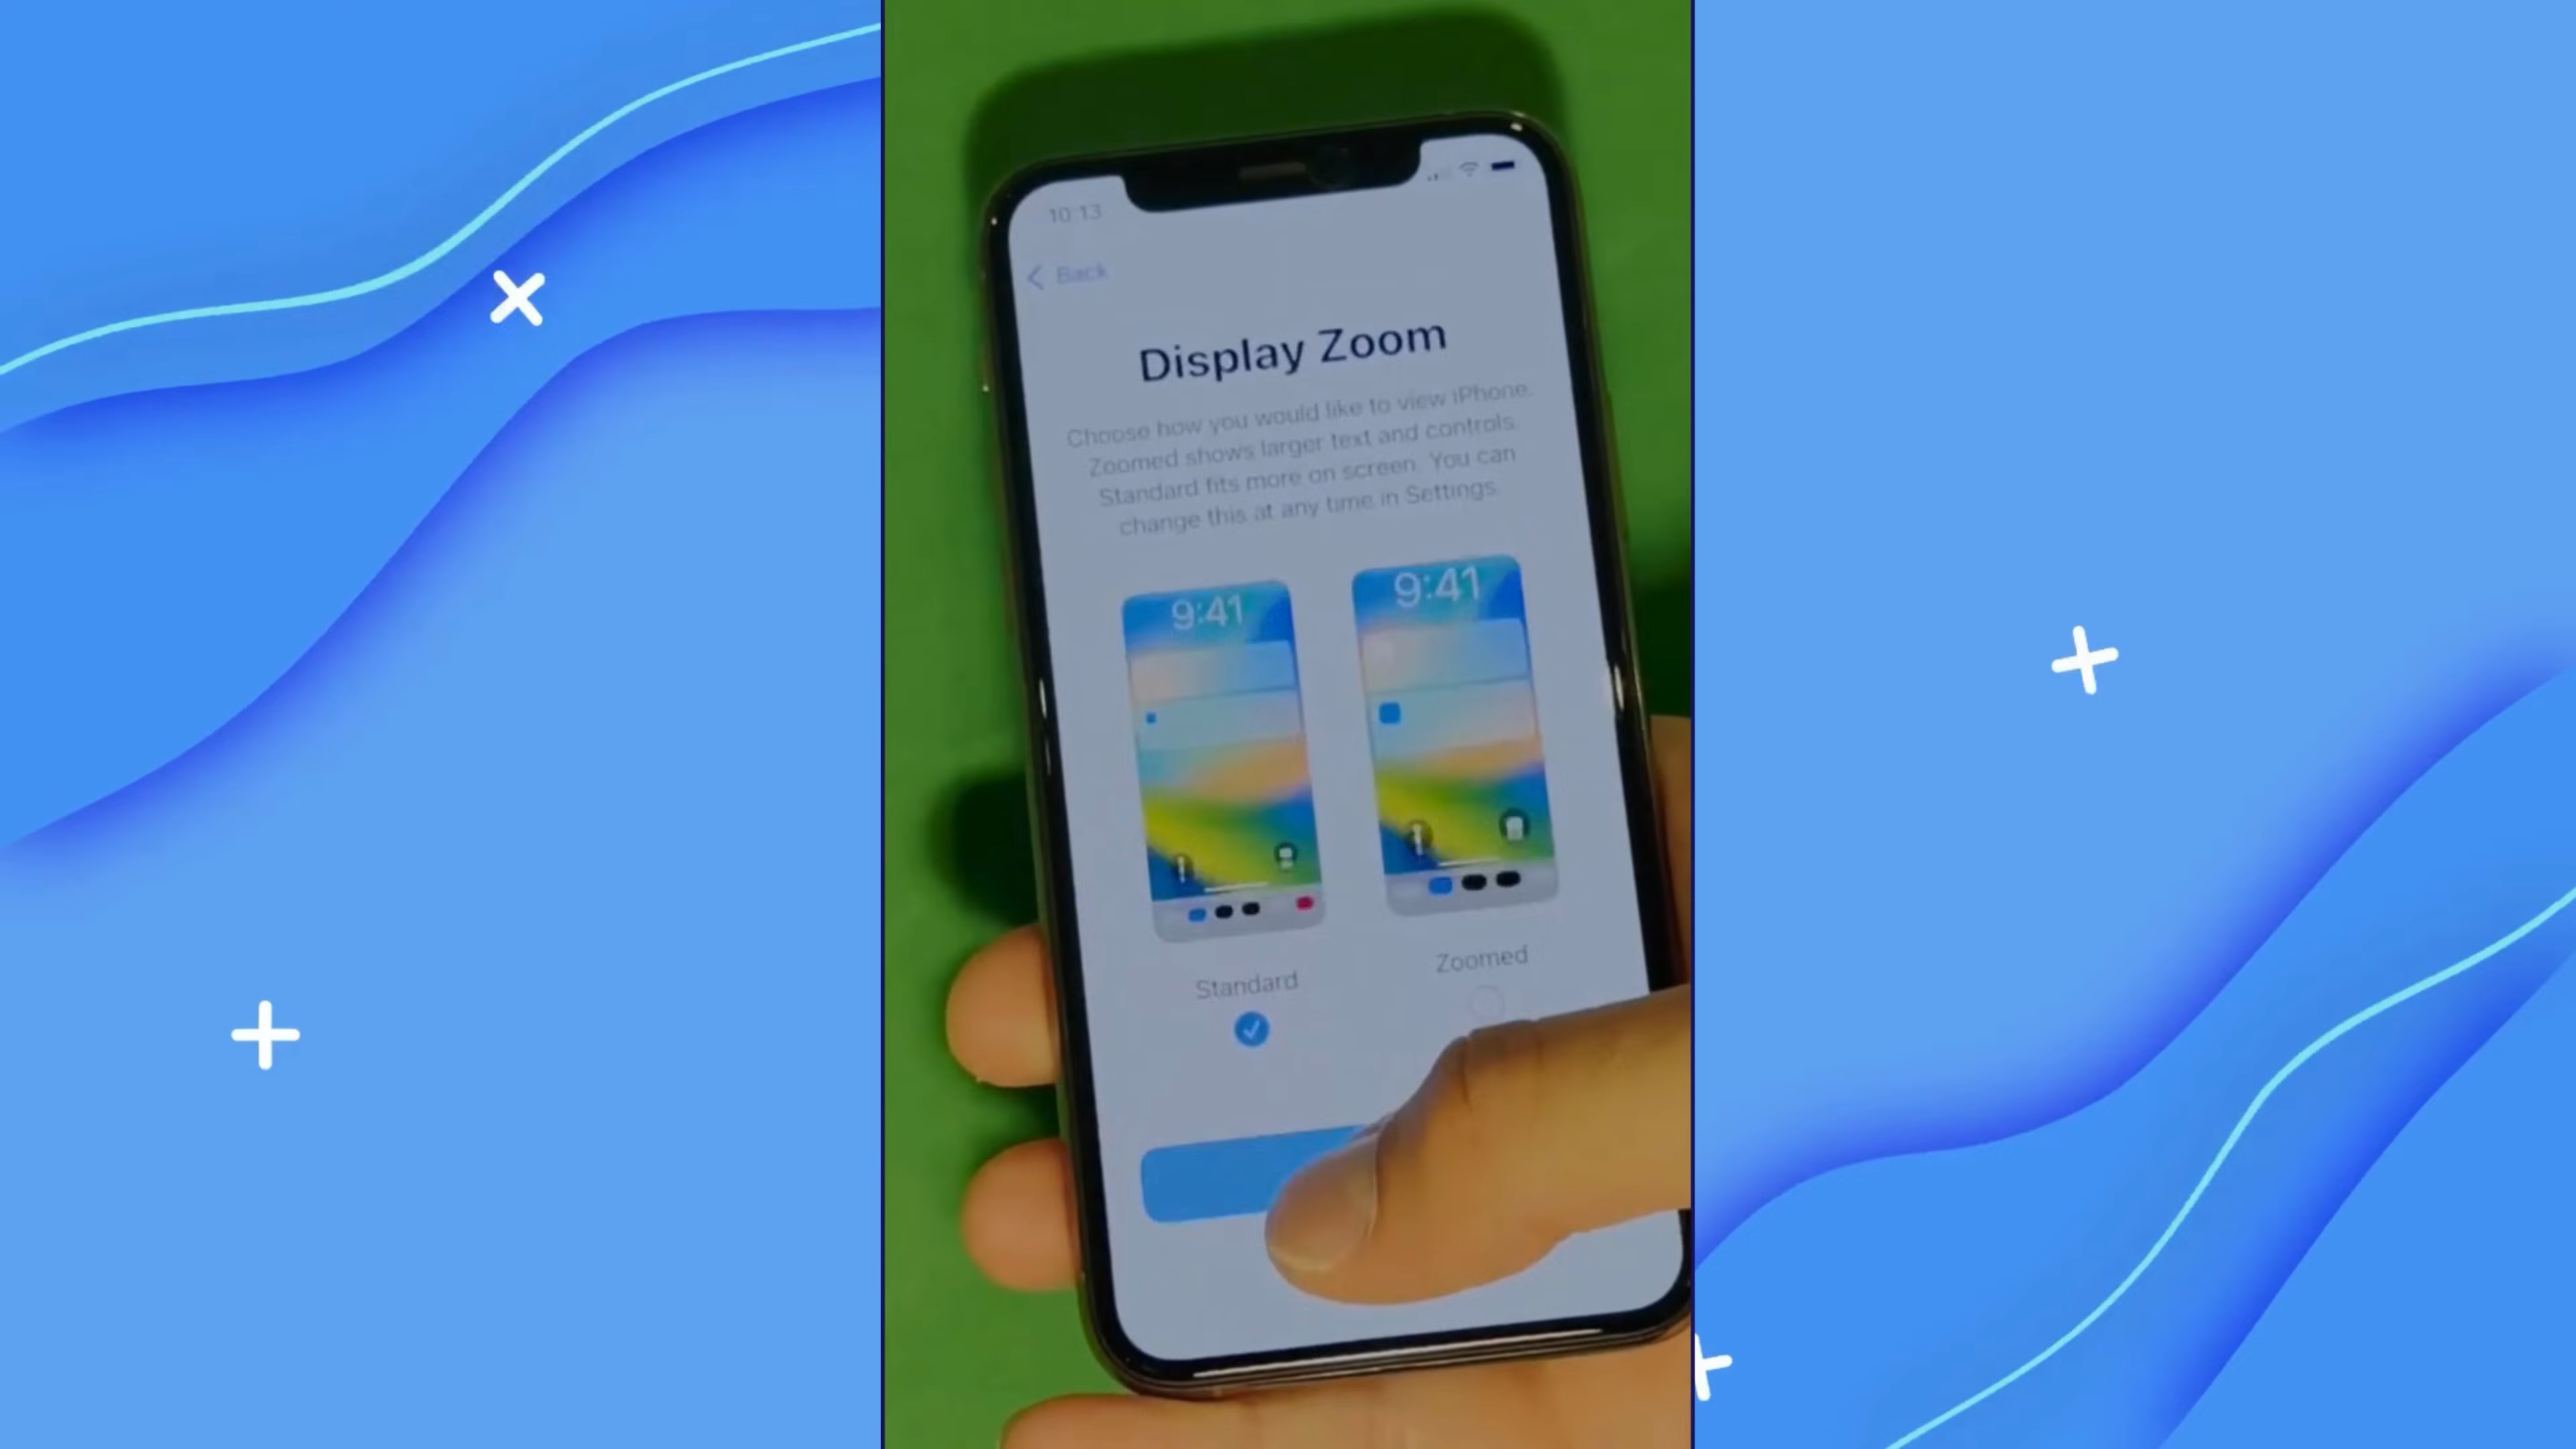 10:13
Back
Display Zoom
Choose how you would like to view iPhone.
Zoomed shows larger text and controls.
Standard fits more on screen. You can
change this at any time in Settings.
9:41
9:41
Standard
Zoomed